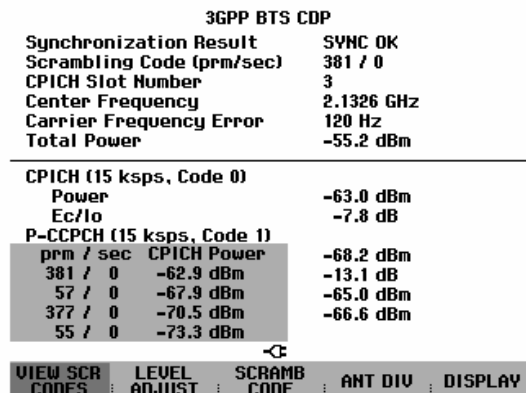 3GPP BTS CDP
Synchronization Result SYNC OK
Scrambling Code (prm/sec) 381 / 0
CPICH Slot Number 3
Center Frequency 2.1326 GHz
Carrier Frequency Error 120 Hz
Total Power -55.2 dBm
CPICH (15 ksps, Code 0)
Power -63.0 dBm
Ec/Io -7.8 dB
P-CCPCH (15 ksps, Code 1)
prm / sec CPICH Power -68.2 dBm
381 / 0 -62.9 dBm -13.1 dB
57 / 0 -67.9 dBm -65.0 dBm
377 / 0 -70.5 dBm -66.6 dBm
55 / 0 -73.3 dBm
VIEW SCR CODES LEVEL ADJUST SCRAMB CODE ANT DIV DISPLAY